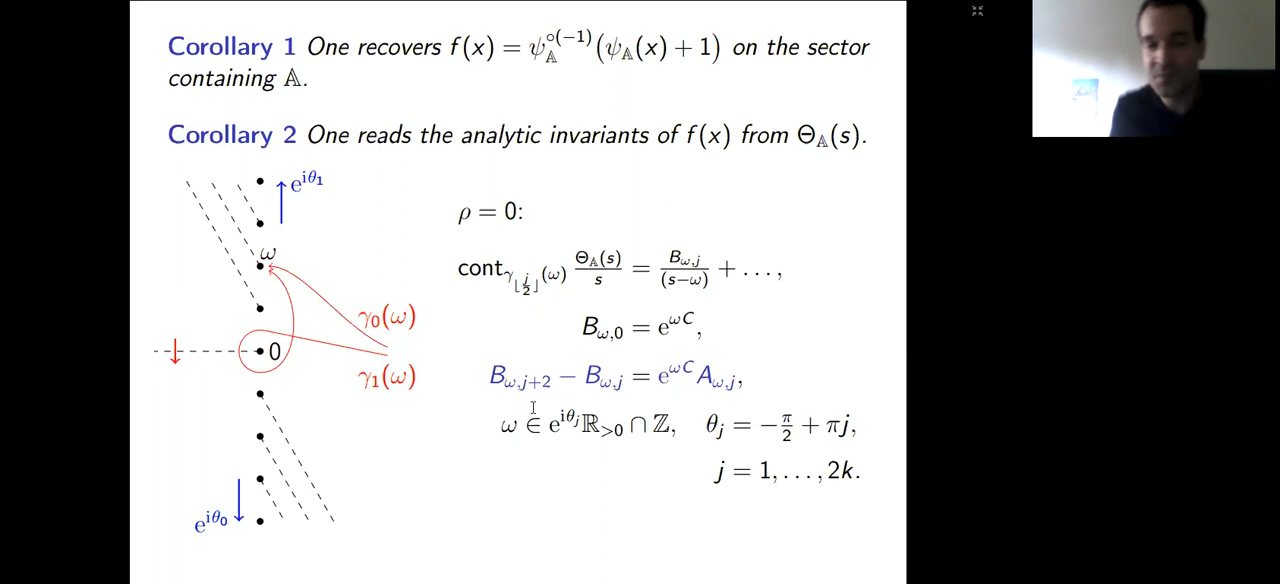 Corollary 1 One recovers f(x) = ψ_𝔸^{∘(−1)}(ψ_𝔸(x) + 1) on the sector
containing 𝔸.
Corollary 2 One reads the analytic invariants of f(x) from Θ_𝔸(s).
e^{iθ_1}
ρ = 0:
ω
cont_{γ_{⌊j/2⌋}(ω)} Θ_𝔸(s)/s = B_{ω,j}/(s−ω) + …,
γ_0(ω)
B_{ω,0} = e^{ωC},
0
γ_1(ω)
B_{ω,j+2} − B_{ω,j} = e^{ωC} A_{ω,j},
ω ∈ e^{iθ_j}ℝ_{>0} ∩ ℤ, θ_j = −π/2 + πj,
j = 1, …, 2k.
e^{iθ_0}